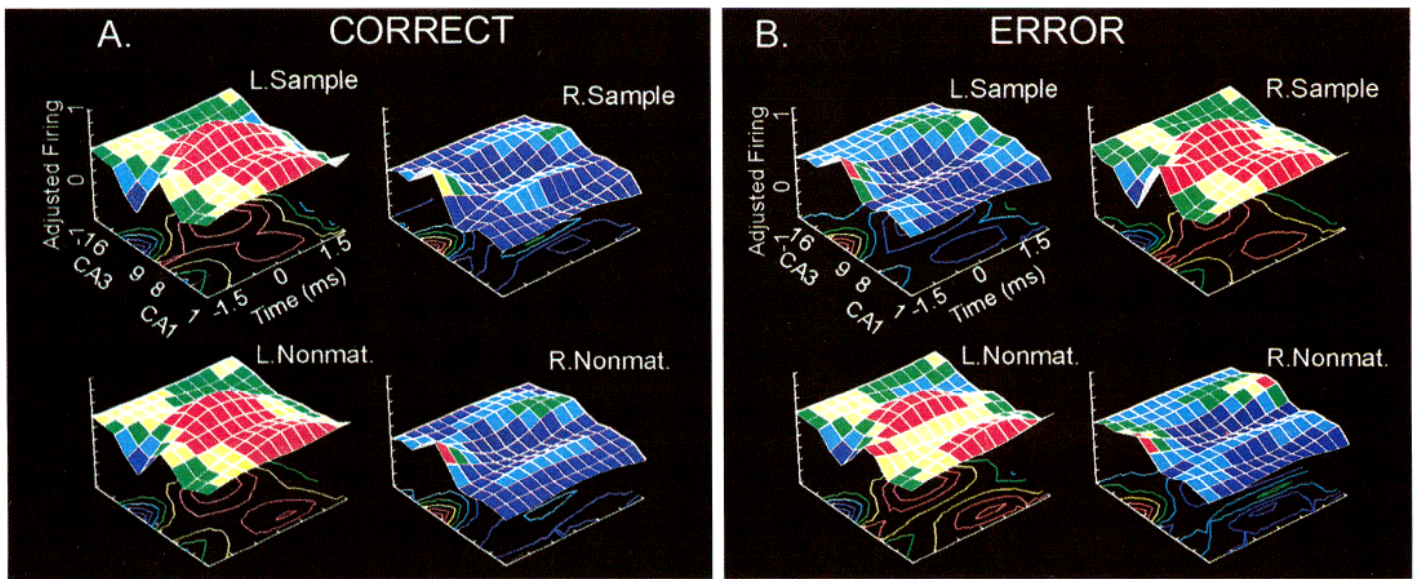 A. CORRECT
L.Sample
R.Sample
Adjusted Firing
1
0
-1
16
9
8
1
CA3
CA1
-1.5
0
1.5
Time (ms)
L.Nonmat.
R.Nonmat.
B. ERROR
L.Sample
R.Sample
Adjusted Firing
1
0
-1
16
9
8
1
CA3
CA1
-1.5
0
1.5
Time (ms)
L.Nonmat.
R.Nonmat.